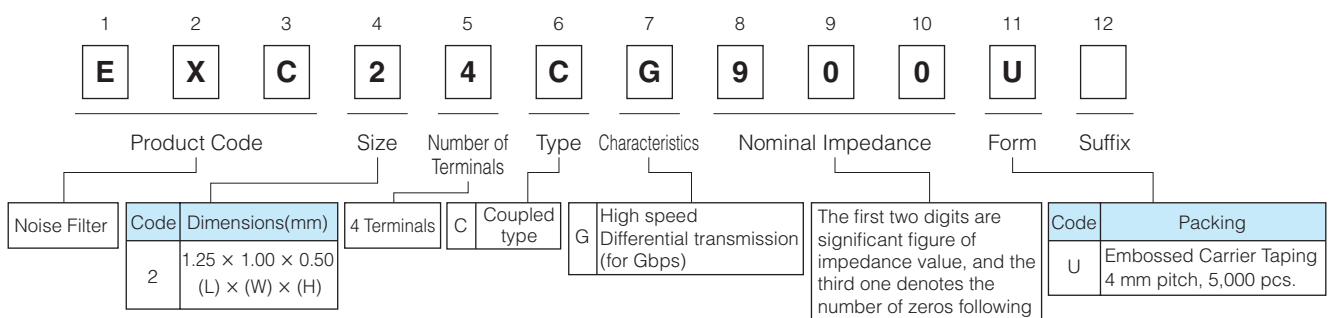 1 2 3 4 5 6 7 8 9 10 11 12
E X C 2 4 C G 9 0 0 U
Product Code Size Number of Terminals Type Characteristics Nominal Impedance Form Suffix
Noise Filter
Code Dimensions(mm)
2 1.25 × 1.00 × 0.50
(L) × (W) × (H)
4 Terminals
C Coupled
type
G High speed
Differential transmission
(for Gbps)
The first two digits are
significant figure of
impedance value, and the
third one denotes the
number of zeros following
Code Packing
U Embossed Carrier Taping
4 mm pitch, 5,000 pcs.